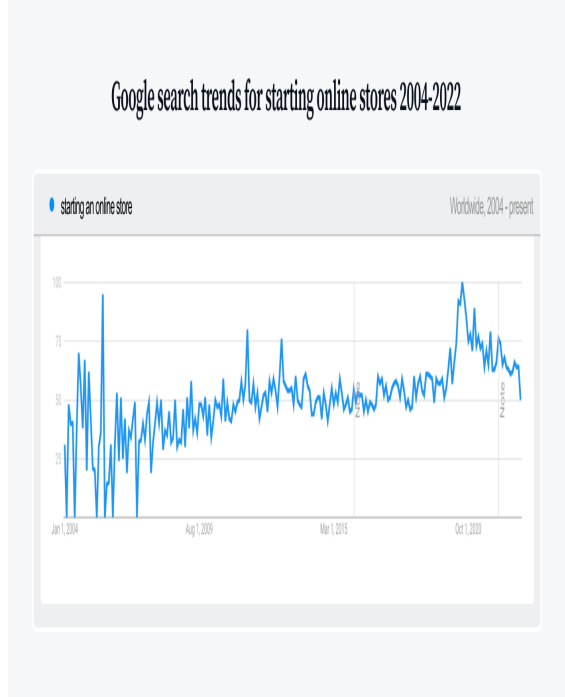 Google search trends for starting online stores 2004-2022
starting an online store
Worldwide, 2004 - present
100
75
50
25
Note
Note
Jan 1, 2004
Aug 1, 2009
Mar 1, 2015
Oct 1, 2020